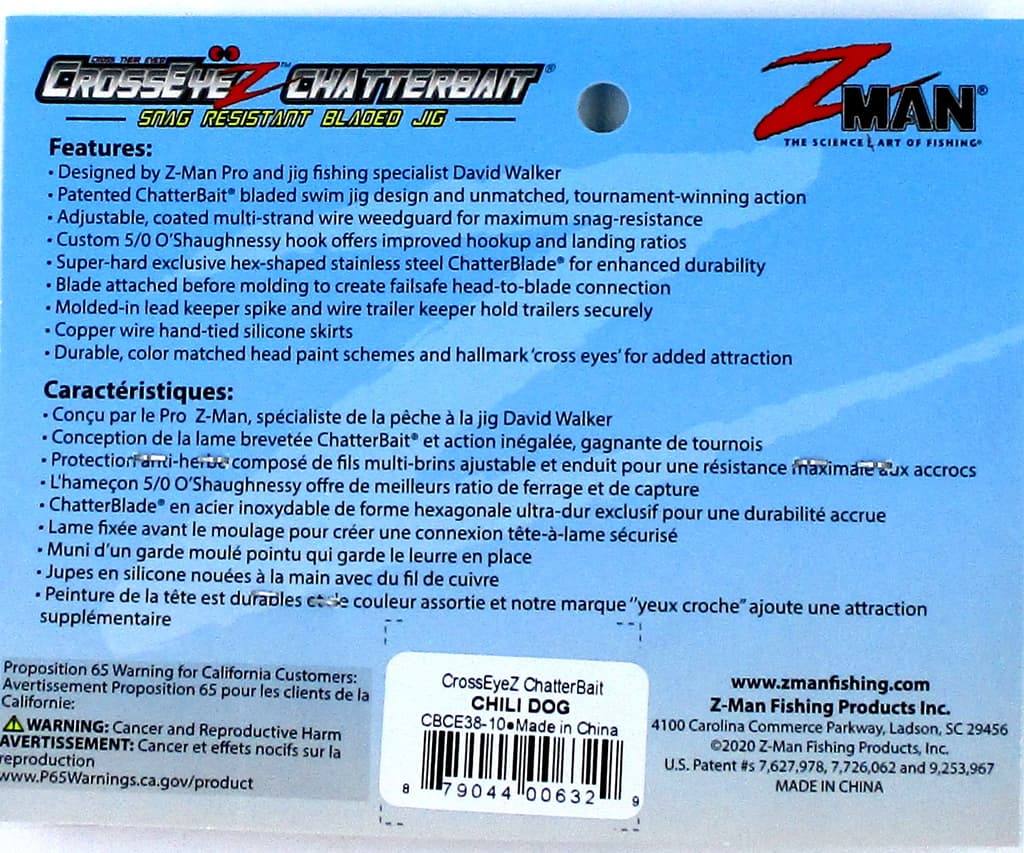 CROSS THEIR EYES!
CROSSEYËZ™ CHATTERBAIT®
SNAG RESISTANT BLADED JIG
ZMAN®
THE SCIENCE & ART OF FISHING®
Features:
• Designed by Z-Man Pro and jig fishing specialist David Walker
• Patented ChatterBait® bladed swim jig design and unmatched, tournament-winning action
• Adjustable, coated multi-strand wire weedguard for maximum snag-resistance
• Custom 5/0 O'Shaughnessy hook offers improved hookup and landing ratios
• Super-hard exclusive hex-shaped stainless steel ChatterBlade® for enhanced durability
• Blade attached before molding to create failsafe head-to-blade connection
• Molded-in lead keeper spike and wire trailer keeper hold trailers securely
• Copper wire hand-tied silicone skirts
• Durable, color matched head paint schemes and hallmark 'cross eyes' for added attraction
Caractéristiques:
• Conçu par le Pro Z-Man, spécialiste de la pêche à la jig David Walker
• Conception de la lame brevetée ChatterBait® et action inégalée, gagnante de tournois
• Protection anti-herbe composé de fils multi-brins ajustable et enduit pour une résistance maximale aux accrocs
• L'hameçon 5/0 O'Shaughnessy offre de meilleurs ratio de ferrage et de capture
• ChatterBlade® en acier inoxydable de forme hexagonale ultra-dur exclusif pour une durabilité accrue
• Lame fixée avant le moulage pour créer une connexion tête-à-lame sécurisé
• Muni d'un garde moulé pointu qui garde le leurre en place
• Jupes en silicone nouées à la main avec du fil de cuivre
• Peinture de la tête est durables et de couleur assortie et notre marque "yeux croche" ajoute une attraction
supplémentaire
Proposition 65 Warning for California Customers:
Avertissement Proposition 65 pour les clients de la
Californie:
⚠ WARNING: Cancer and Reproductive Harm
AVERTISSEMENT: Cancer et effets nocifs sur la
reproduction
www.P65Warnings.ca.gov/product
CrossEyeZ ChatterBait
CHILI DOG
CBCE38-10•Made in China
8 79044 00632 9
www.zmanfishing.com
Z-Man Fishing Products Inc.
4100 Carolina Commerce Parkway, Ladson, SC 29456
©2020 Z-Man Fishing Products, Inc.
U.S. Patent #s 7,627,978, 7,726,062 and 9,253,967
MADE IN CHINA